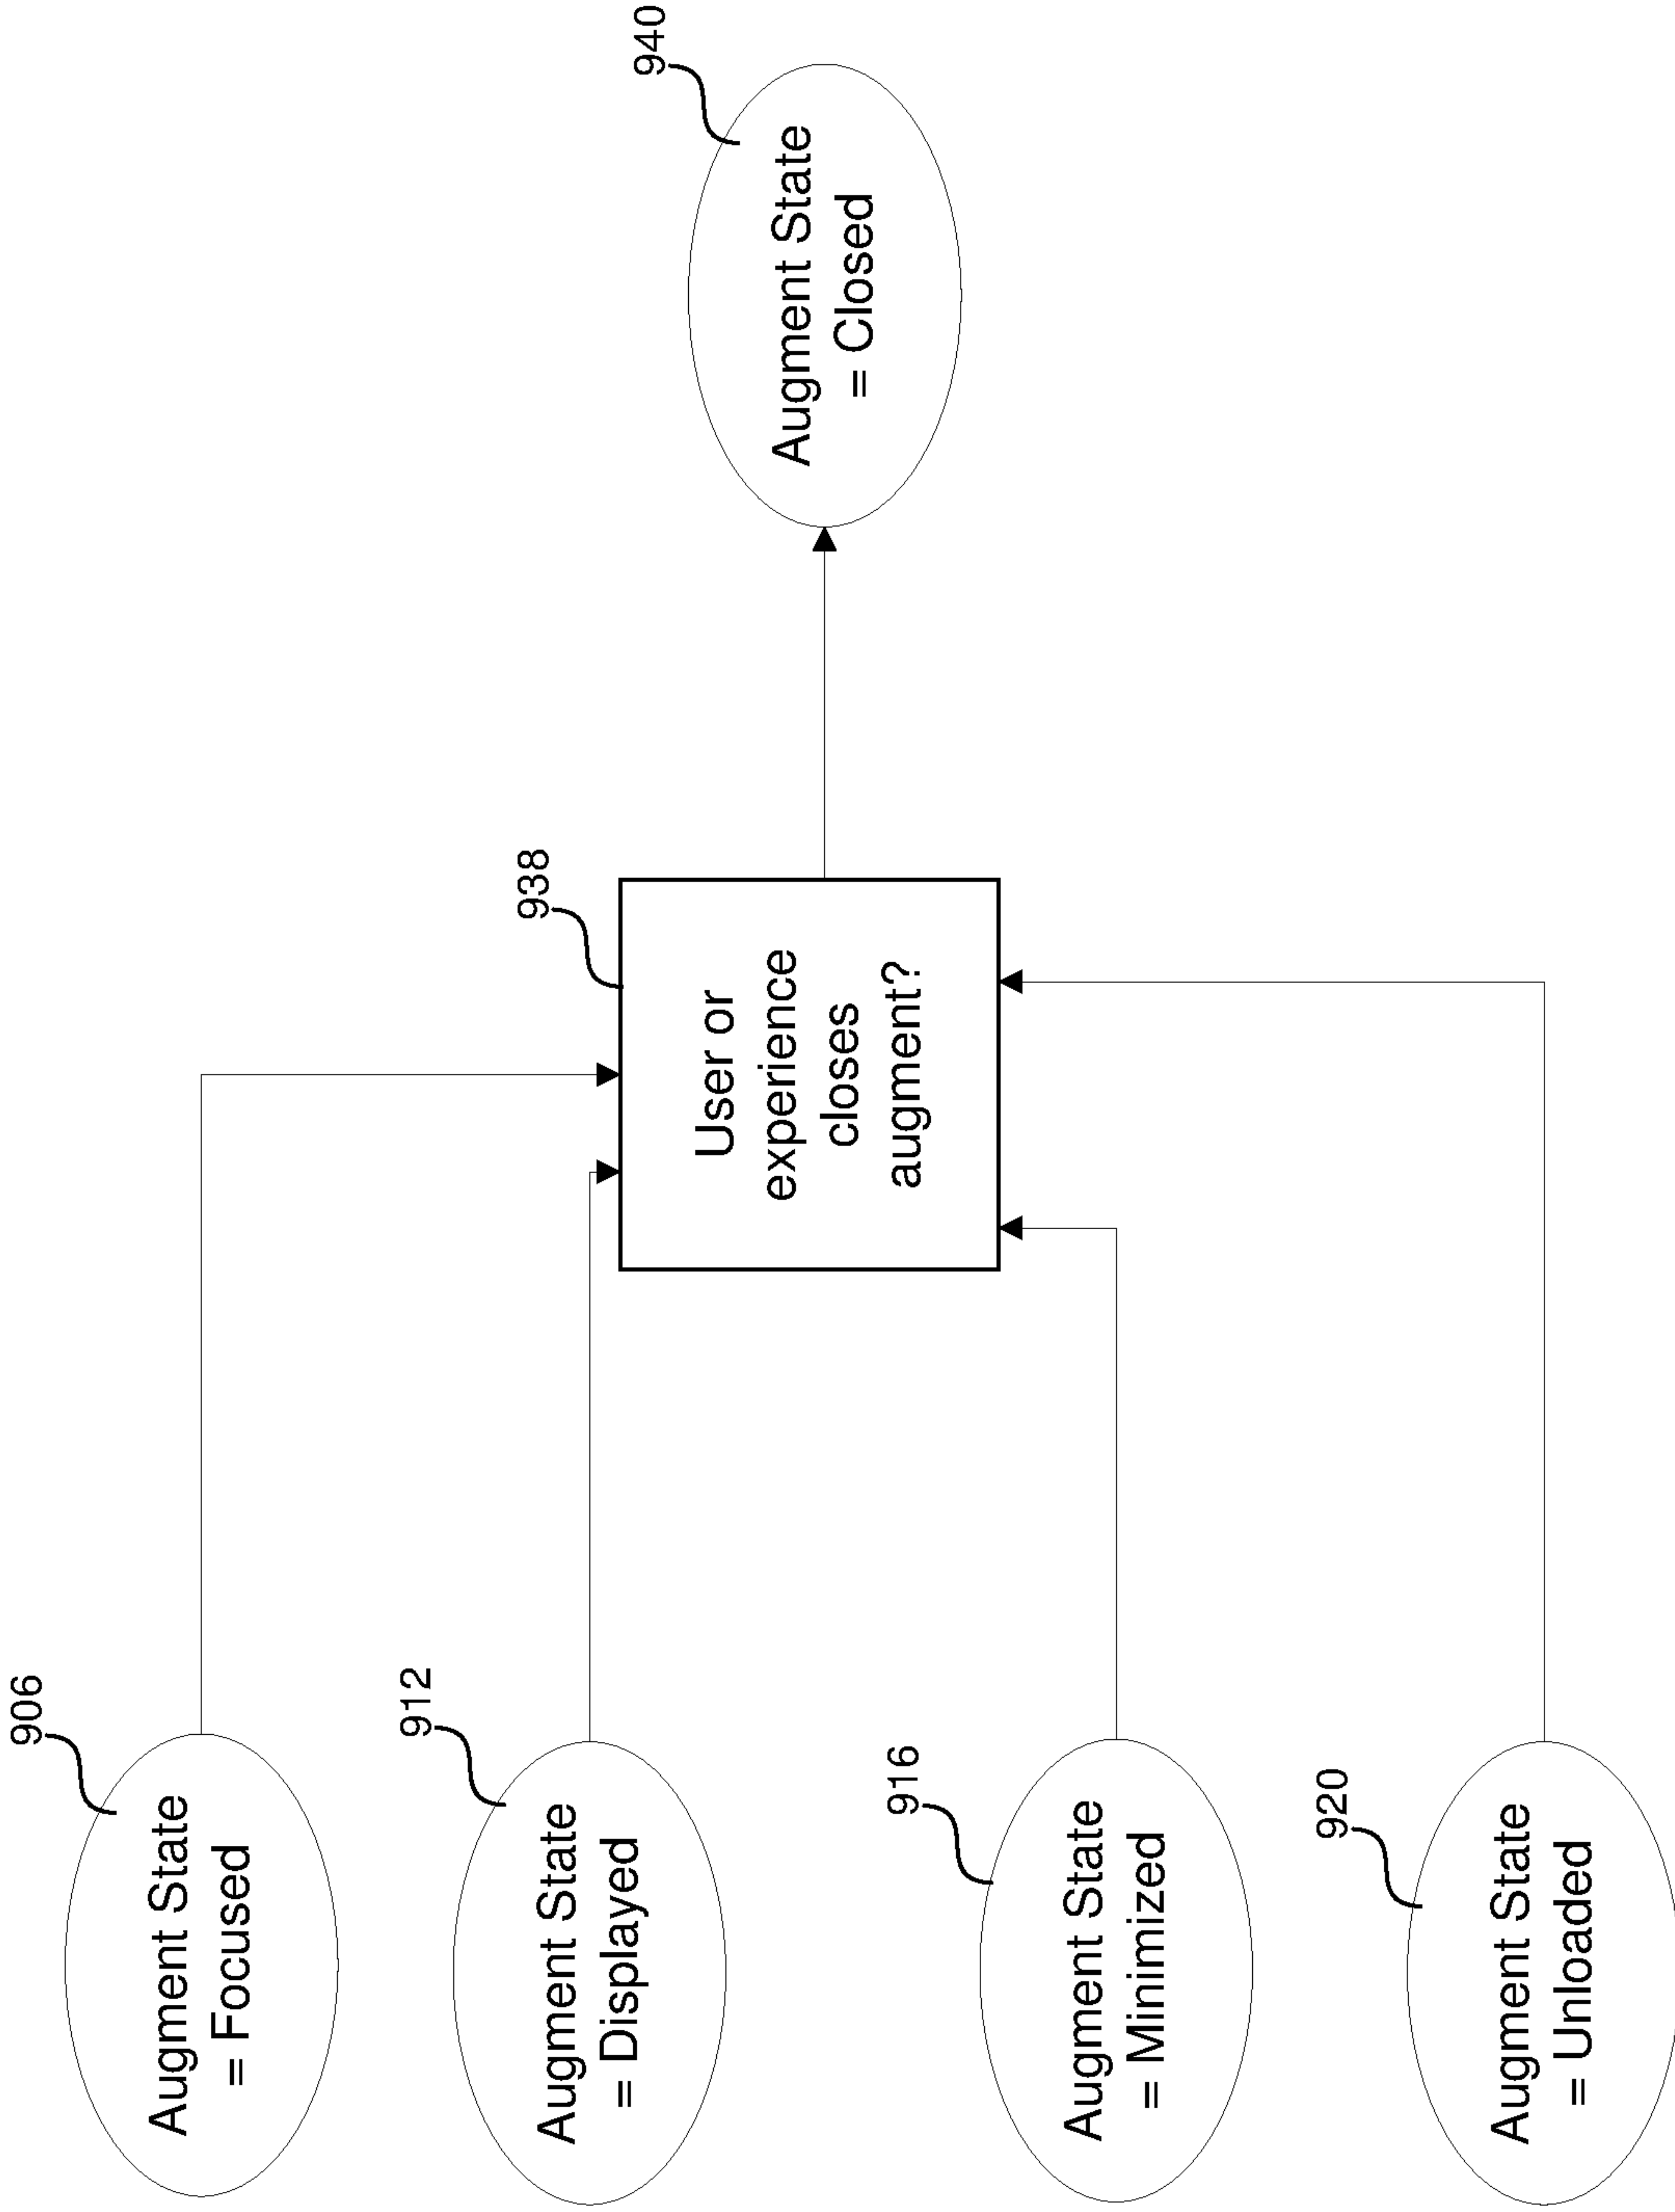 906
Augment State
= Focused
912
Augment State
= Displayed
916
Augment State
= Minimized
920
Augment State
= Unloaded
938
User or
experience
closes
augment?
940
Augment State
= Closed